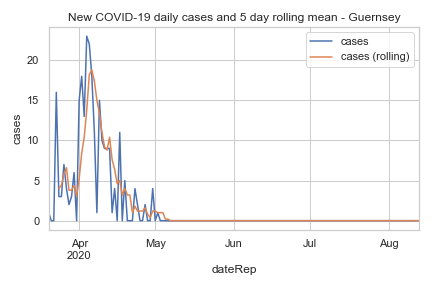 New COVID-19 daily cases and 5 day rolling mean - Guernsey
cases
cases (rolling)
20
15
10
5
0
cases
Apr
2020
May
Jun
Jul
Aug
dateRep